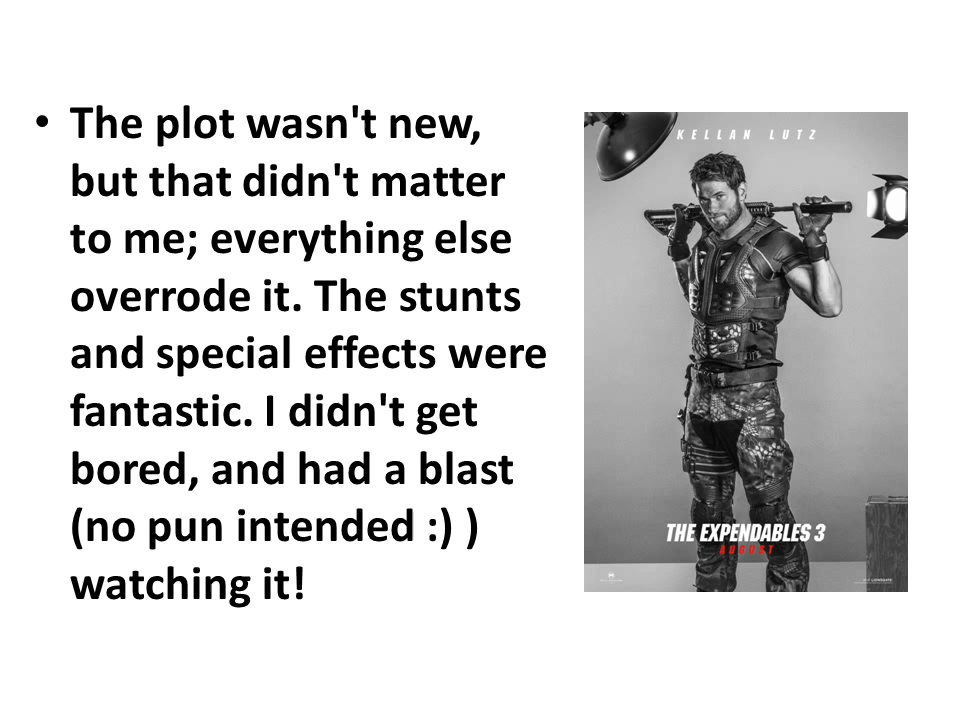 • The plot wasn't new,
but that didn't matter
to me; everything else
overrode it. The stunts
and special effects were
fantastic. I didn't get
bored, and had a blast
(no pun intended :) )
watching it!
KELLAN LUTZ
THE EXPENDABLES 3
AUGUST